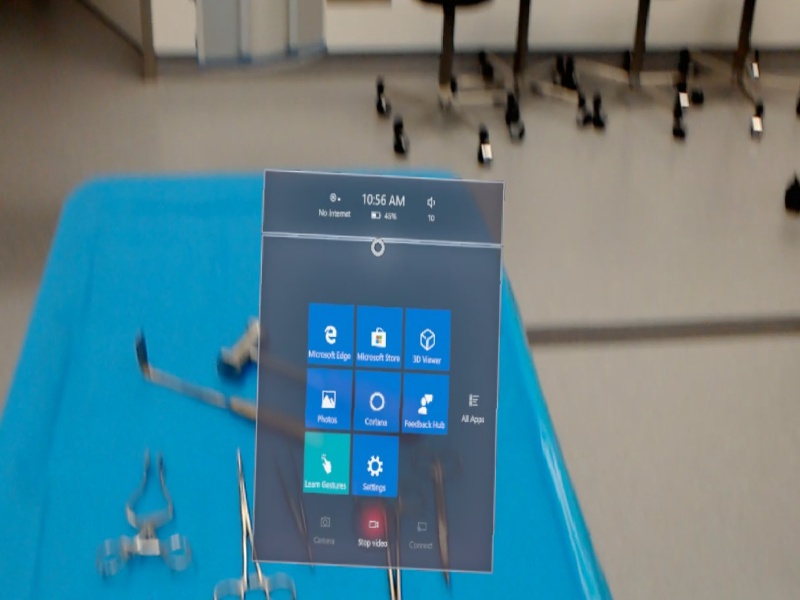 10:56 AM
No Internet 43% 10
Microsoft Edge Microsoft Store 3D Viewer
Photos Cortana Feedback Hub
All Apps
Learn Gestures Settings
Camera Stop video Connect